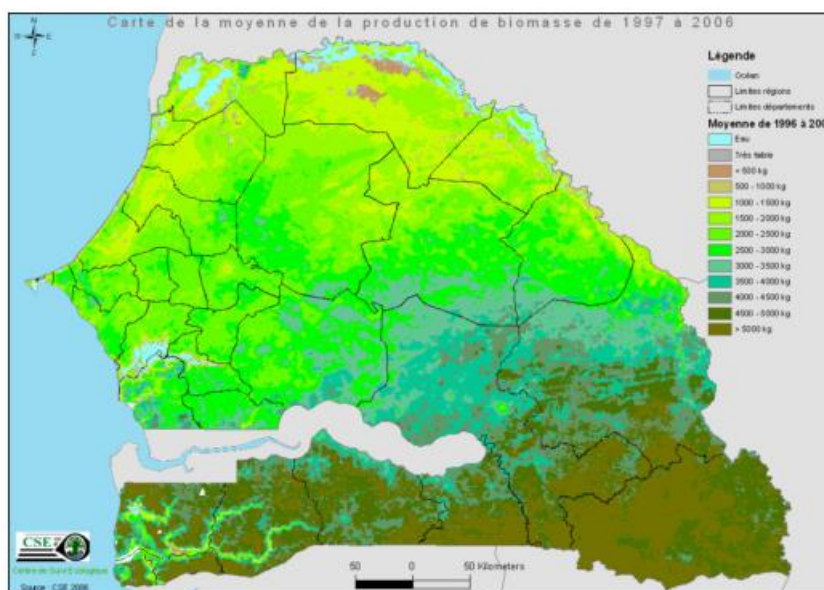 Carte de la moyenne de la production de biomasse de 1997 à 2006
N
E
S
Légende
Océan
Limites régions
Limites départements
Moyenne de 1996 à 200
Eau
Très faible
< 500 kg
500 - 1000 kg
1000 - 1500 kg
1500 - 2000 kg
2000 - 2500 kg
2500 - 3000 kg
3000 - 3500 kg
3500 - 4000 kg
4000 - 4500 kg
4500 - 5000 kg
> 5000 kg
CSE
Centre de Suivi Ecologique
Source : CSE 2006
50 0 50 Kilometers